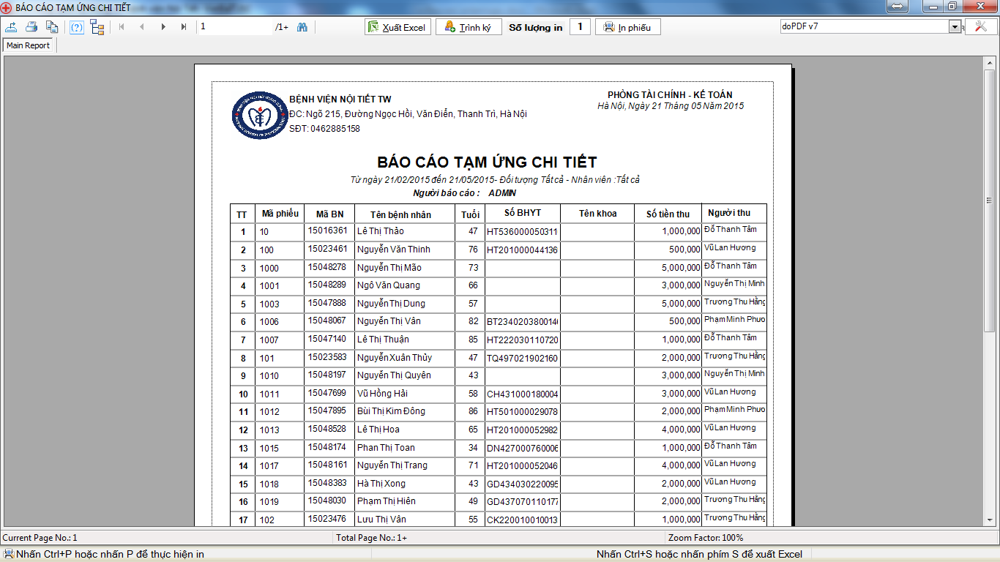 BÁO CÁO TẠM ỨNG CHI TIẾT
1 /1+ Xuất Excel Trình ký Số lượng in 1 In phiếu doPDF v7
Main Report
BỆNH VIỆN NỘI TIẾT TW
ĐC: Ngõ 215, Đường Ngọc Hồi, Văn Điển, Thanh Trì, Hà Nội
SĐT: 0462885158
PHÒNG TÀI CHÍNH - KẾ TOÁN
Hà Nội, Ngày 21 Tháng 05 Năm 2015
BÁO CÁO TẠM ỨNG CHI TIẾT
Từ ngày 21/02/2015 đến 21/05/2015- Đối tượng Tất cả - Nhân viên :Tất cả
Người báo cáo : ADMIN
TT Mã phiếu Mã BN Tên bệnh nhân Tuổi Số BHYT Tên khoa Số tiền thu Người thu
1 10 15016361 Lê Thị Thảo 47 HT536000050311 1,000,000 Đỗ Thanh Tâm
2 100 15023461 Nguyễn Văn Thinh 76 HT201000044136 500,000 Vũ Lan Hương
3 1000 15048278 Nguyễn Thị Mão 73 5,000,000 Đỗ Thanh Tâm
4 1001 15048289 Ngô Văn Quang 66 3,000,000 Nguyễn Thị Minh
5 1003 15047888 Nguyễn Thị Dung 57 5,000,000 Trương Thu Hằng
6 1006 15048067 Nguyễn Thị Vân 82 BT234020380014 500,000 Phạm Minh Phươ
7 1007 15047140 Lê Thị Thuận 85 HT222030110720 1,000,000 Đỗ Thanh Tâm
8 101 15023583 Nguyễn Xuân Thủy 47 TQ497021902160 2,000,000 Trương Thu Hằng
9 1010 15048197 Nguyễn Thị Quyên 43 3,000,000 Nguyễn Thị Minh
10 1011 15047699 Vũ Hồng Hải 58 CH431000180004 3,000,000 Vũ Lan Hương
11 1012 15047895 Bùi Thị Kim Đông 86 HT501000029078 2,000,000 Phạm Minh Phươ
12 1013 15048528 Lê Thị Hoa 65 HT201000052982 4,000,000 Vũ Lan Hương
13 1015 15048174 Phan Thị Toan 34 DN427000760006 1,000,000 Đỗ Thanh Tâm
14 1017 15048161 Nguyễn Thị Trang 71 HT201000052046 4,000,000 Vũ Lan Hương
15 1018 15048383 Hà Thị Xong 43 GD434030220095 2,000,000 Vũ Lan Hương
16 1019 15048030 Phạm Thị Hiên 49 GD437070110177 2,000,000 Trương Thu Hằng
17 102 15023476 Lưu Thị Vân 55 CK220010010013 1,000,000 Trương Thu Hằng
Current Page No.: 1 Total Page No.: 1+ Zoom Factor: 100%
Nhấn Ctrl+P hoặc nhấn P để thực hiện in Nhấn Ctrl+S hoặc nhấn phím S để xuất Excel